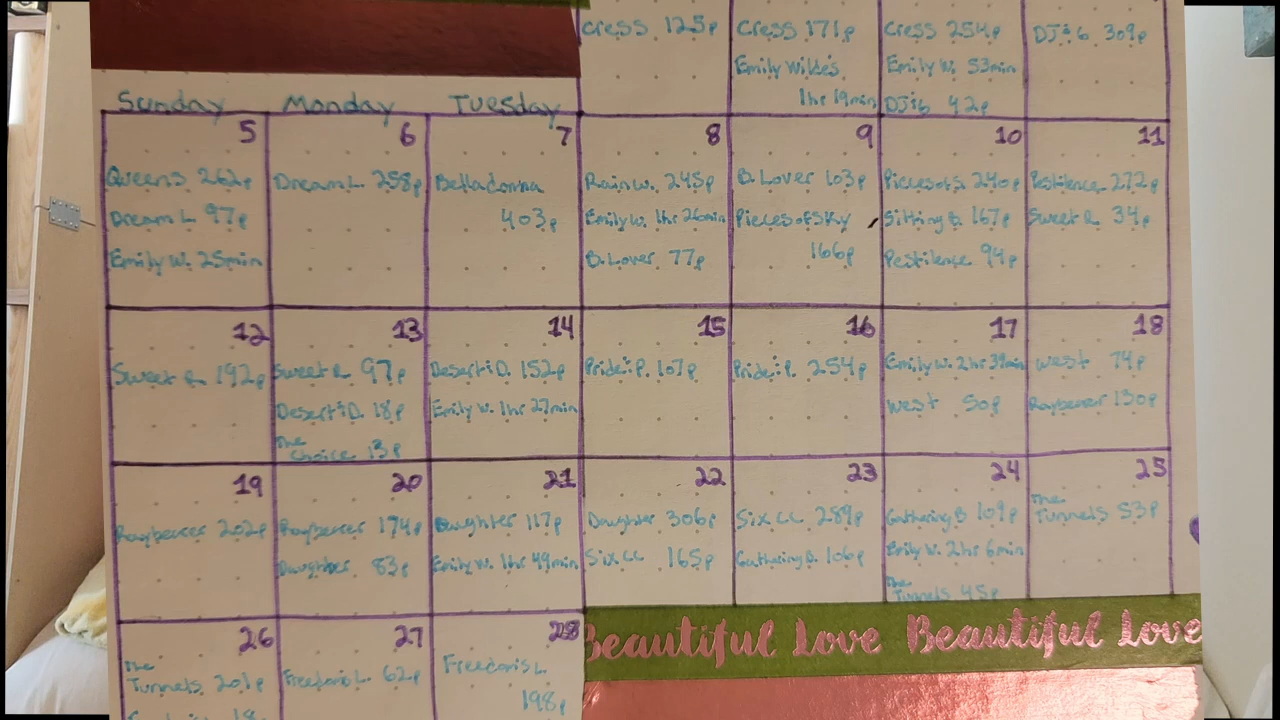 Cress 125p
Cress 171p
Emily Wilde's
1hr 19min
Cress 254p
Emily W. 53min
DJ:6 42p
DJ:6 309p
Sunday Monday Tuesday
5
Queens 262p
Dream L. 97p
Emily W. 25min
6
Dream L. 258p
7
Belladonna
403p
8
Rain W. 245p
Emily W. 1hr 26min
B. Lover 77p
9
B. Lover 103p
Pieces of Sky
166p
10
Pieces of S. 240p
Sitting B. 167p
Pestilence 94p
11
Pestilence 272p
Sweet R. 34p
12
Sweet R. 192p
13
Sweet R. 97p
Desert:D. 18p
The
Choice 13p
14
Desert:D. 152p
Emily W. 1hr 27min
15
Pride:P. 107p
16
Pride:P. 254p
17
Emily W. 2hr 39min
West 50p
18
West 74p
Raybearer 130p
19
Raybearer 202p
20
Raybearer 174p
Daughter 83p
21
Daughter 117p
Emily W. 1hr 49min
22
Daughter 306p
Six CC 165p
23
Six CC 289p
Gathering D. 106p
24
Gathering D 109p
Emily W. 2hr 6min
The
Tunnels 45p
25
The
Tunnels 53p
26
The
Tunnels 201p
27
Freedoms L. 62p
28
Freedoms L.
198p
Beautiful Love Beautiful Love